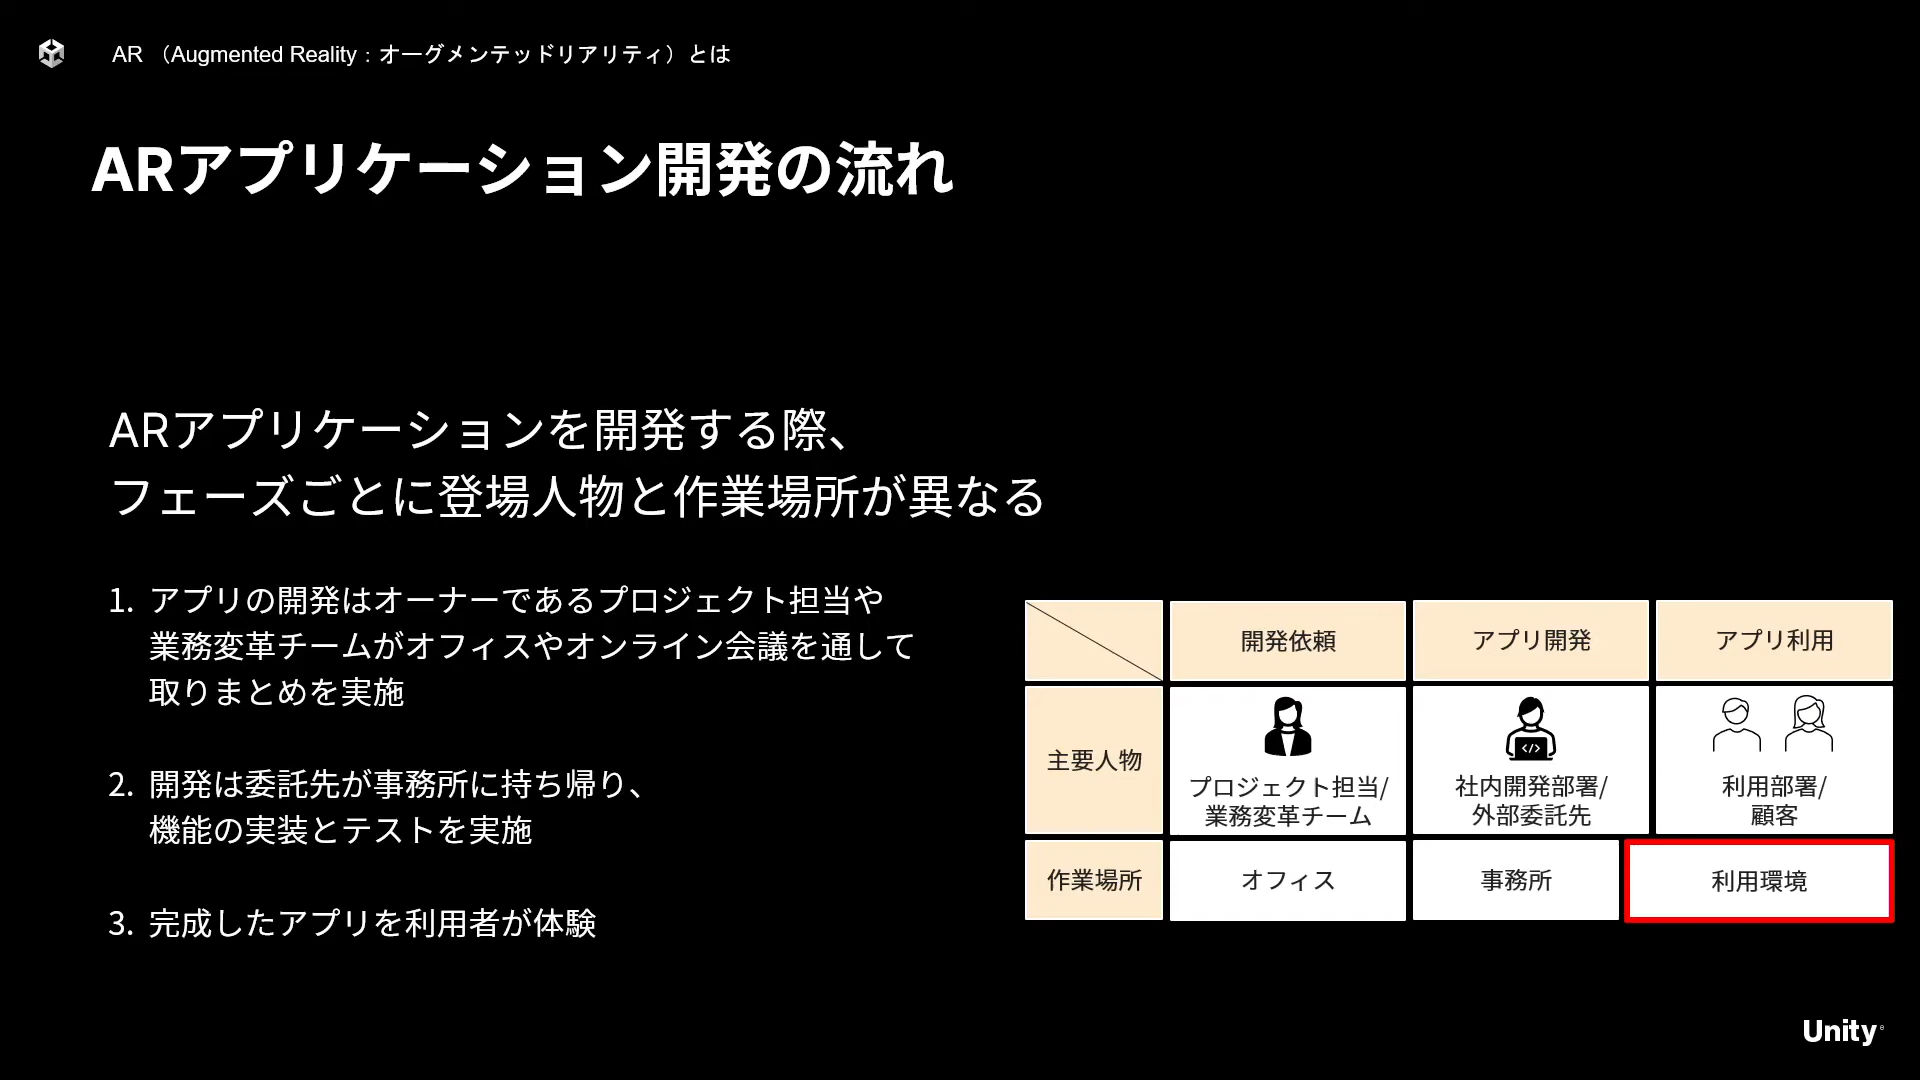 AR （Augmented Reality：オーグメンテッドリアリティ）とは
ARアプリケーション開発の流れ
ARアプリケーションを開発する際、
フェーズごとに登場人物と作業場所が異なる
1. アプリの開発はオーナーであるプロジェクト担当や
業務変革チームがオフィスやオンライン会議を通して
取りまとめを実施
2. 開発は委託先が事務所に持ち帰り、
機能の実装とテストを実施
3. 完成したアプリを利用者が体験
開発依頼
アプリ開発
アプリ利用
主要人物
プロジェクト担当/
業務変革チーム
</>
社内開発部署/
外部委託先
利用部署/
顧客
作業場所
オフィス
事務所
利用環境
Unity®